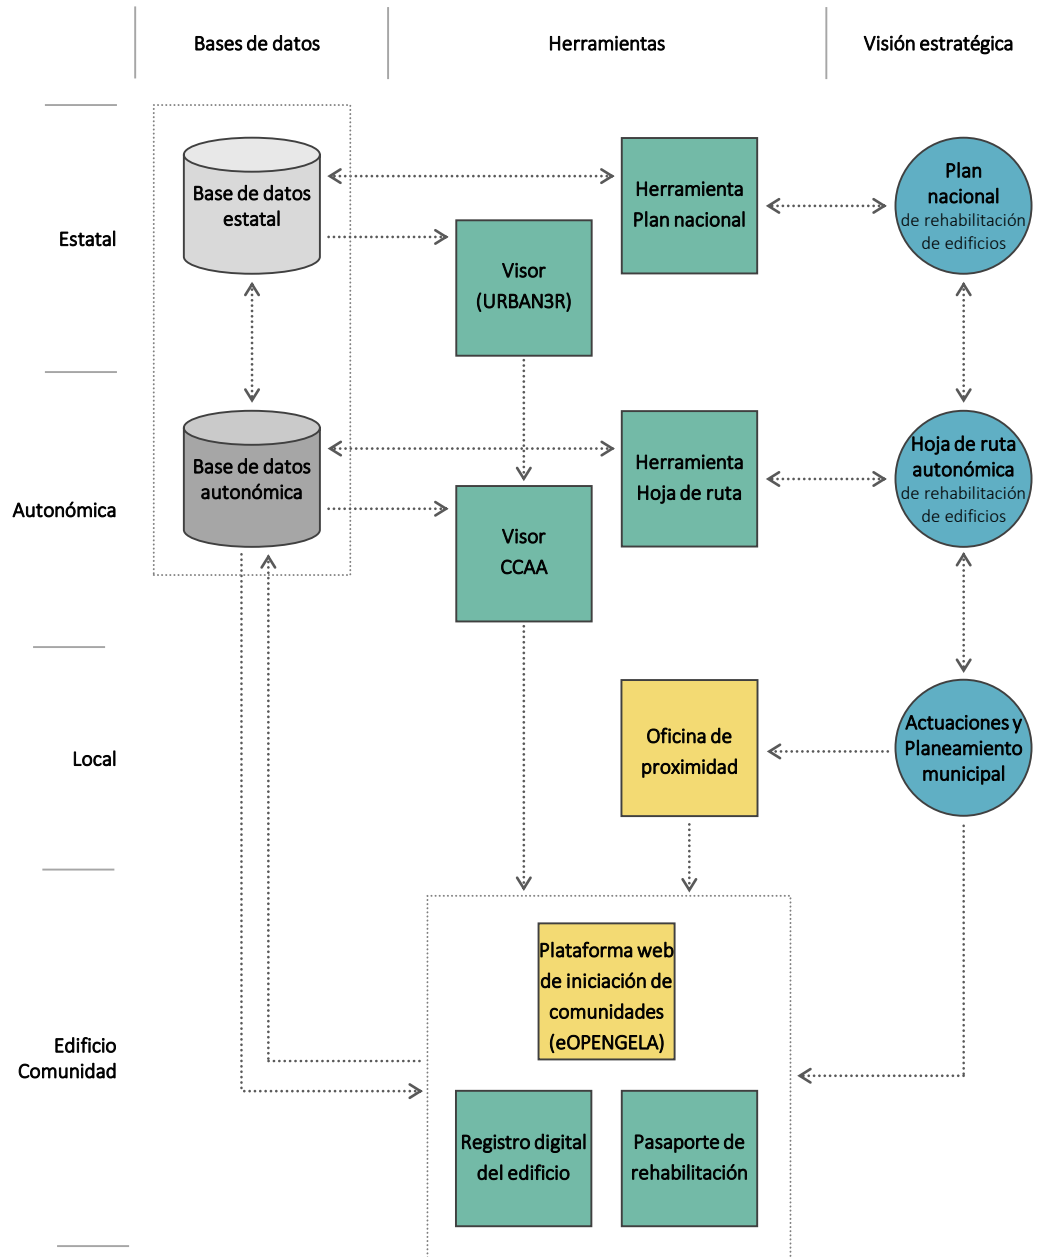 Bases de datos
Herramientas
Visión estratégica
Estatal
Base de datos
estatal
Visor
(URBAN3R)
Herramienta
Plan nacional
Plan
nacional
de rehabilitación
de edificios
Autonómica
Base de datos
autonómica
Visor
CCAA
Herramienta
Hoja de ruta
Hoja de ruta
autonómica
de rehabilitación
de edificios
Local
Oficina de
proximidad
Actuaciones y
Planeamiento
municipal
Edificio
Comunidad
Plataforma web
de iniciación de
comunidades
(eOPENGELA)
Registro digital
del edificio
Pasaporte de
rehabilitación